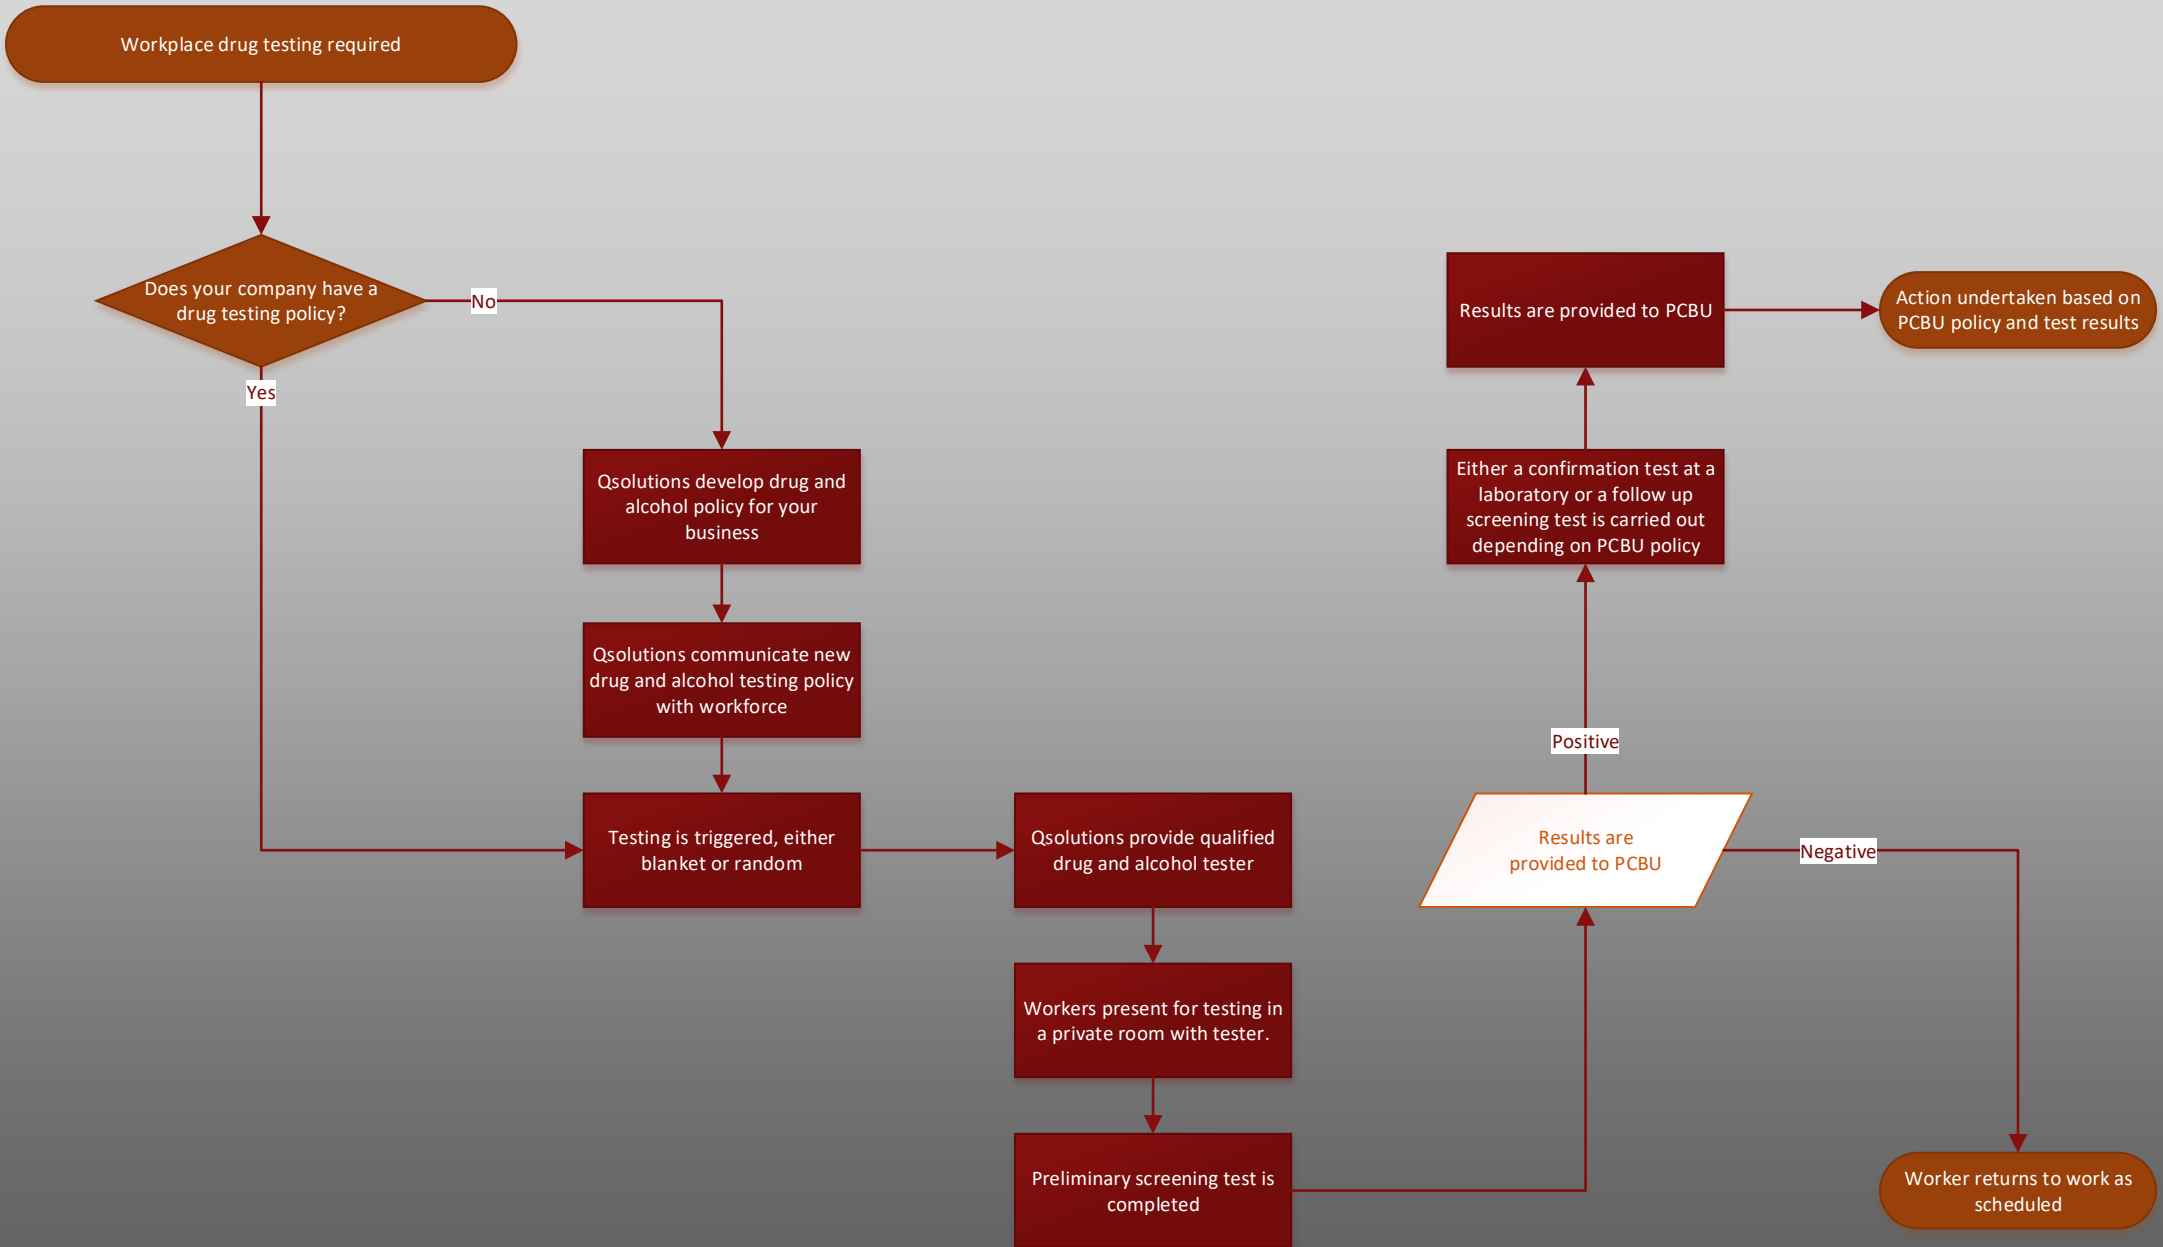 Workplace drug testing required
Does your company have a
drug testing policy?
No
Yes
Qsolutions develop drug and
alcohol policy for your
business
Qsolutions communicate new
drug and alcohol testing policy
with workforce
Testing is triggered, either
blanket or random
Qsolutions provide qualified
drug and alcohol tester
Workers present for testing in
a private room with tester.
Preliminary screening test is
completed
Results are
provided to PCBU
Positive
Either a confirmation test at a
laboratory or a follow up
screening test is carried out
depending on PCBU policy
Results are provided to PCBU
Action undertaken based on
PCBU policy and test results
Negative
Worker returns to work as
scheduled